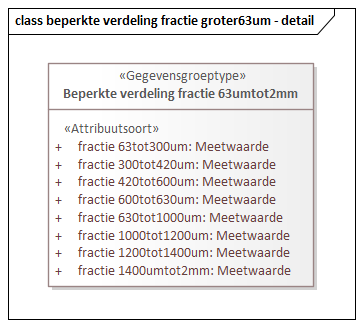 class beperkte verdeling fractie groter63um - detail
«Gegevensgroeptype»
Beperkte verdeling fractie 63umtot2mm
«Attribuutsoort»
+ fractie 63tot300um: Meetwaarde
+ fractie 300tot420um: Meetwaarde
+ fractie 420tot600um: Meetwaarde
+ fractie 600tot630um: Meetwaarde
+ fractie 630tot1000um: Meetwaarde
+ fractie 1000tot1200um: Meetwaarde
+ fractie 1200tot1400um: Meetwaarde
+ fractie 1400umtot2mm: Meetwaarde